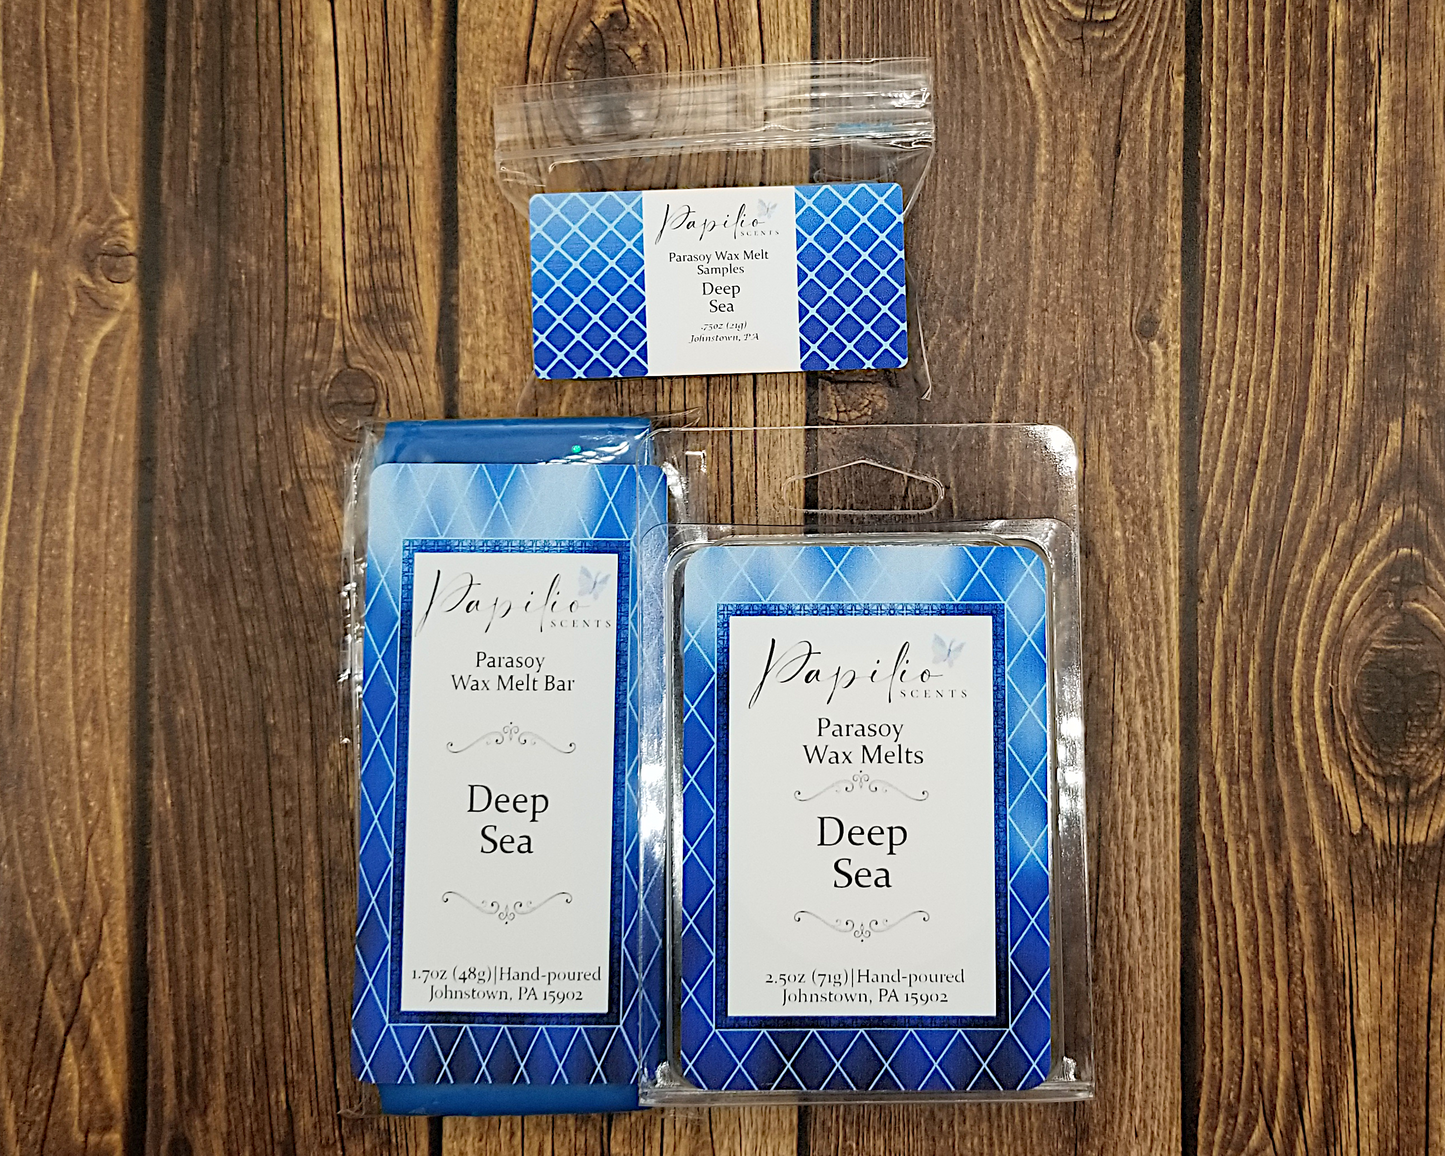 Papilio
SCENTS
Parasoy Wax Melt
Samples
Deep
Sea
.75oz (21g)
Johnstown, PA
Papilio
SCENTS
Parasoy
Wax Melt Bar
Deep
Sea
1.7oz (48g)|Hand-poured
Johnstown, PA 15902
Papilio
SCENTS
Parasoy
Wax Melts
Deep
Sea
2.5oz (71g)|Hand-poured
Johnstown, PA 15902